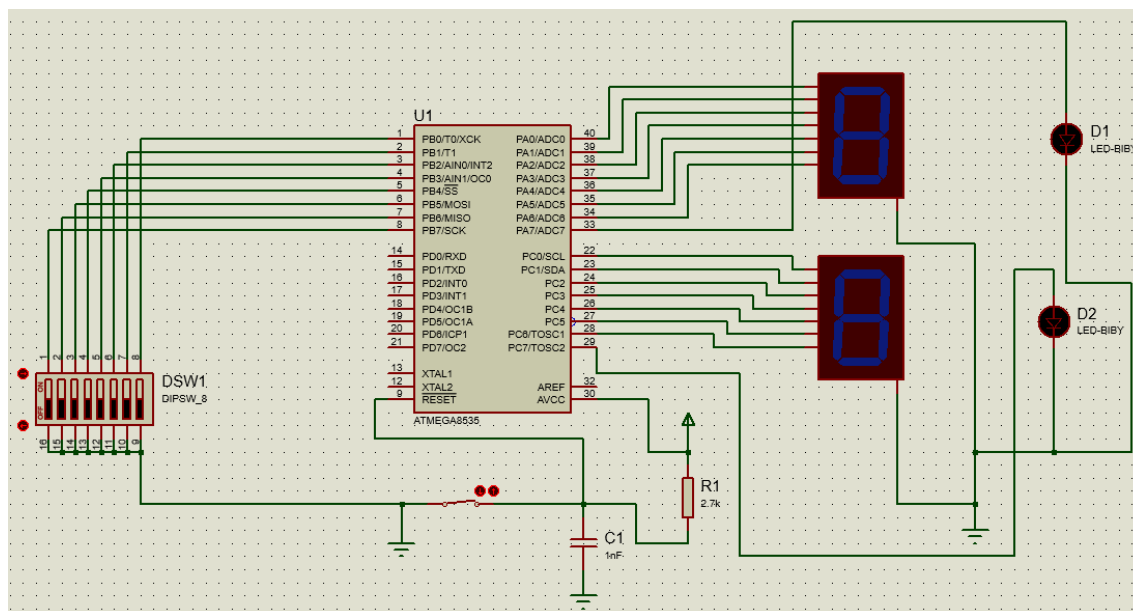 U1
1 PB0/T0/XCK PA0/ADC0 40
2 PB1/T1 PA1/ADC1 39
3 PB2/AIN0/INT2 PA2/ADC2 38
4 PB3/AIN1/OC0 PA3/ADC3 37
5 PB4/SS PA4/ADC4 36
6 PB5/MOSI PA5/ADC5 35
7 PB6/MISO PA6/ADC6 34
8 PB7/SCK PA7/ADC7 33
14 PD0/RXD PC0/SCL 22
15 PD1/TXD PC1/SDA 23
16 PD2/INT0 PC2 24
17 PD3/INT1 PC3 25
18 PD4/OC1B PC4 26
19 PD5/OC1A PC5 27
20 PD6/ICP1 PC6/TOSC1 28
21 PD7/OC2 PC7/TOSC2 29
13 XTAL1
12 XTAL2 AREF 32
9 RESET AVCC 30
ATMEGA8535
D1
LED-BIBY
D2
LED-BIBY
1 2 3 4 5 6 7 8
ON
OFF
DSW1
DIPSW_8
16 15 14 13 12 11 10 9
R1
2.7k
C1
1nF